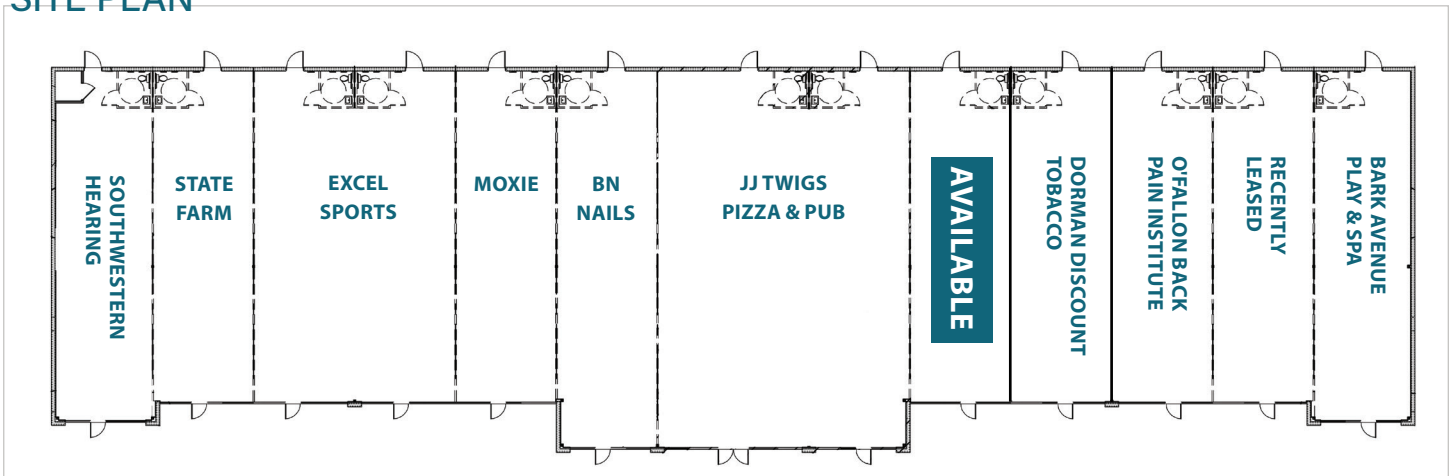 SITE PLAN
SOUTHWESTERN
HEARING
STATE
FARM
EXCEL
SPORTS
MOXIE
BN
NAILS
JJ TWIGS
PIZZA & PUB
AVAILABLE
DORMAN DISCOUNT
TOBACCO
O'FALLON BACK
PAIN INSTITUTE
RECENTLY
LEASED
BARK AVENUE
PLAY & SPA